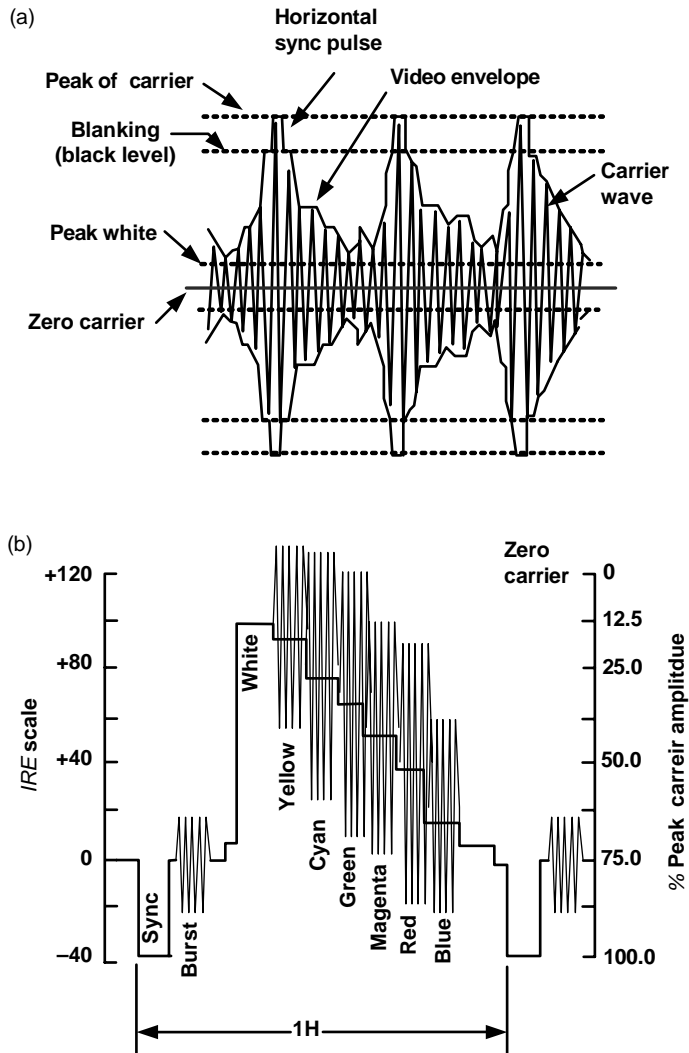 (a)
Horizontal
sync pulse
Peak of carrier
Video envelope
Blanking
(black level)
Carrier
wave
Peak white
Zero carrier
(b)
Zero
carrier
+120
0
12.5
White
+80
25.0
IRE scale
% Peak carreir amplitdue
+40
50.0
Yellow
Cyan
Green
Magenta
Red
Blue
0
75.0
Sync
Burst
–40
100.0
1H